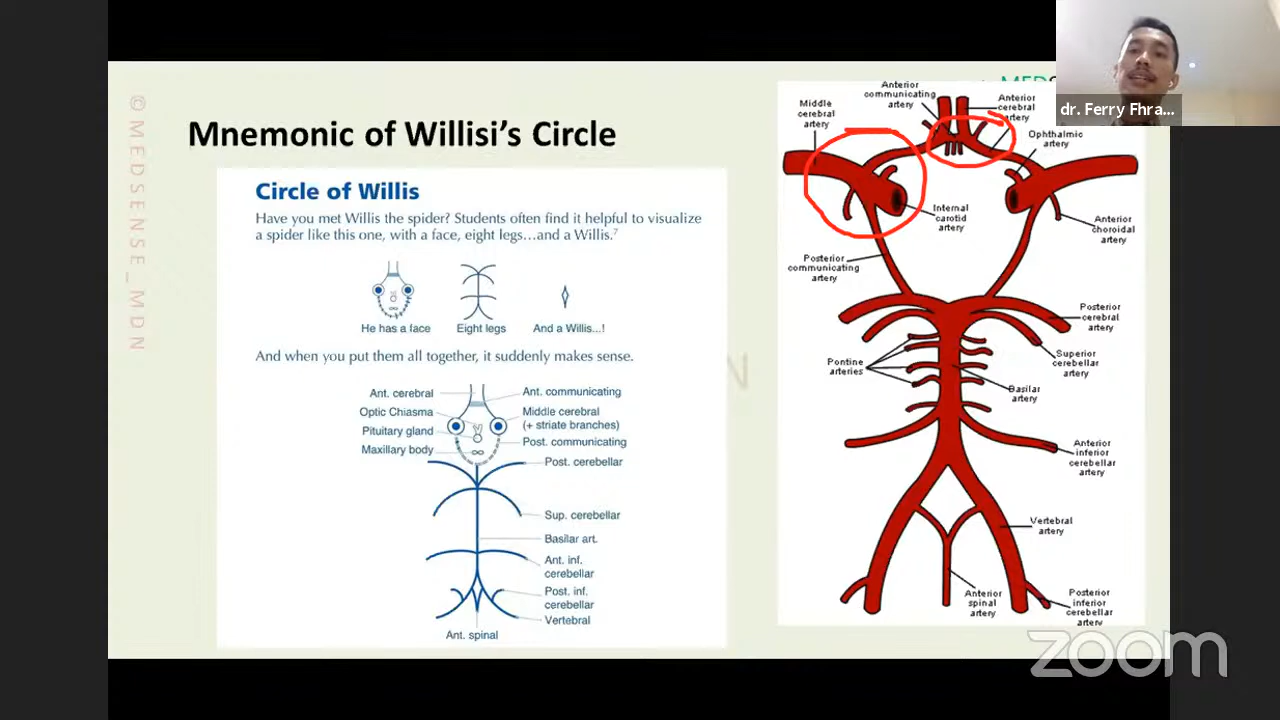 ©MEDSENSE_MDN
Mnemonic of Willisi's Circle
Circle of Willis
Have you met Willis the spider? Students often find it helpful to visualize
a spider like this one, with a face, eight legs...and a Willis.⁷
He has a face
Eight legs
And a Willis...!
And when you put them all together, it suddenly makes sense.
Ant. cerebral
Optic Chiasma
Pituitary gland
Maxillary body
Ant. communicating
Middle cerebral
(+ striate branches)
Post. communicating
Post. cerebellar
Sup. cerebellar
Basilar art.
Ant. inf.
cerebellar
Post. inf.
cerebellar
Vertebral
Ant. spinal
Anterior
communicating
artery
Middle
cerebral
artery
Anterior
cerebral
artery
Ophthalmic
artery
Internal
carotid
artery
Anterior
choroidal
artery
Posterior
communicating
artery
Posterior
cerebral
artery
Superior
cerebellar
artery
Pontine
arteries
Basilar
artery
Anterior
inferior
cerebellar
artery
Vertebral
artery
Anterior
spinal
artery
Posterior
inferior
cerebellar
artery
dr. Ferry Fhra...
zoom